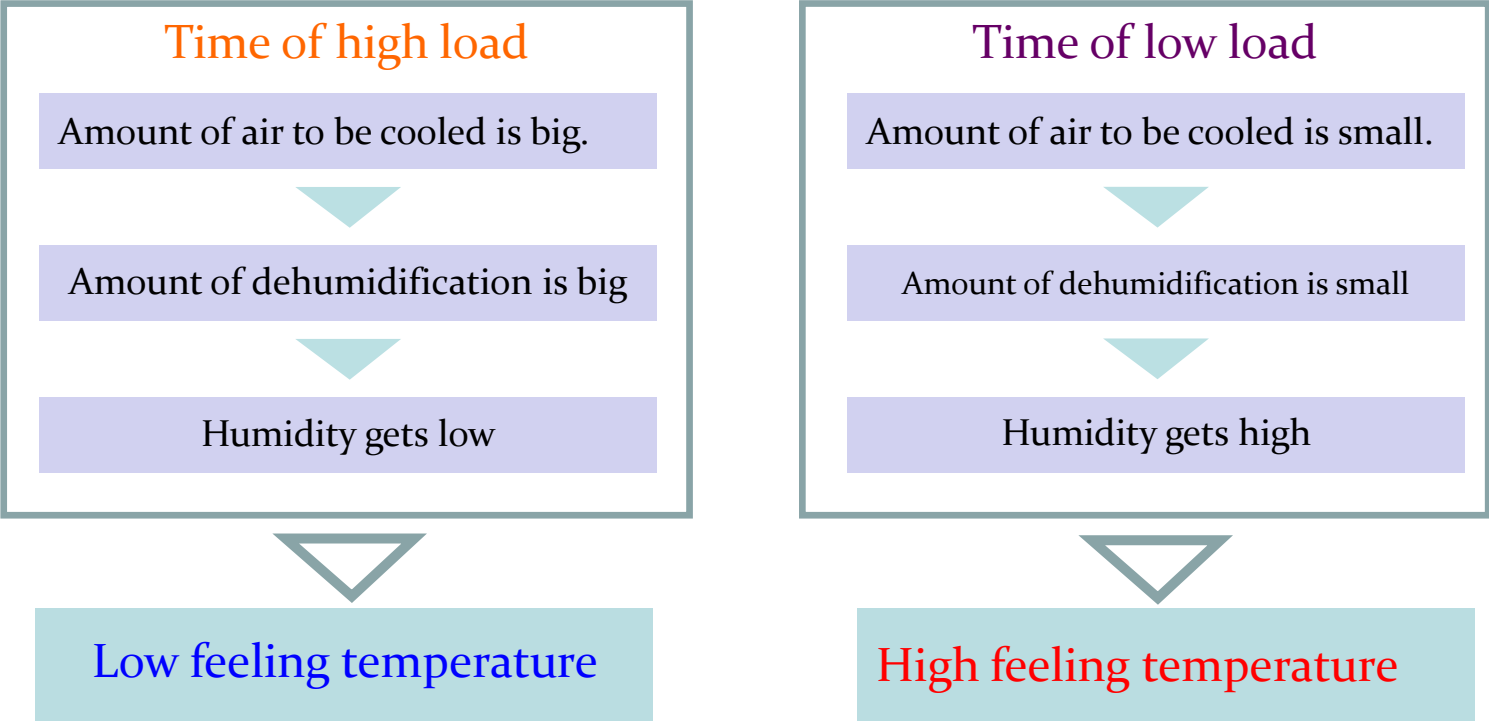 Time of high load
Amount of air to be cooled is big.
Amount of dehumidification is big
Humidity gets low
Low feeling temperature
Time of low load
Amount of air to be cooled is small.
Amount of dehumidification is small
Humidity gets high
High feeling temperature